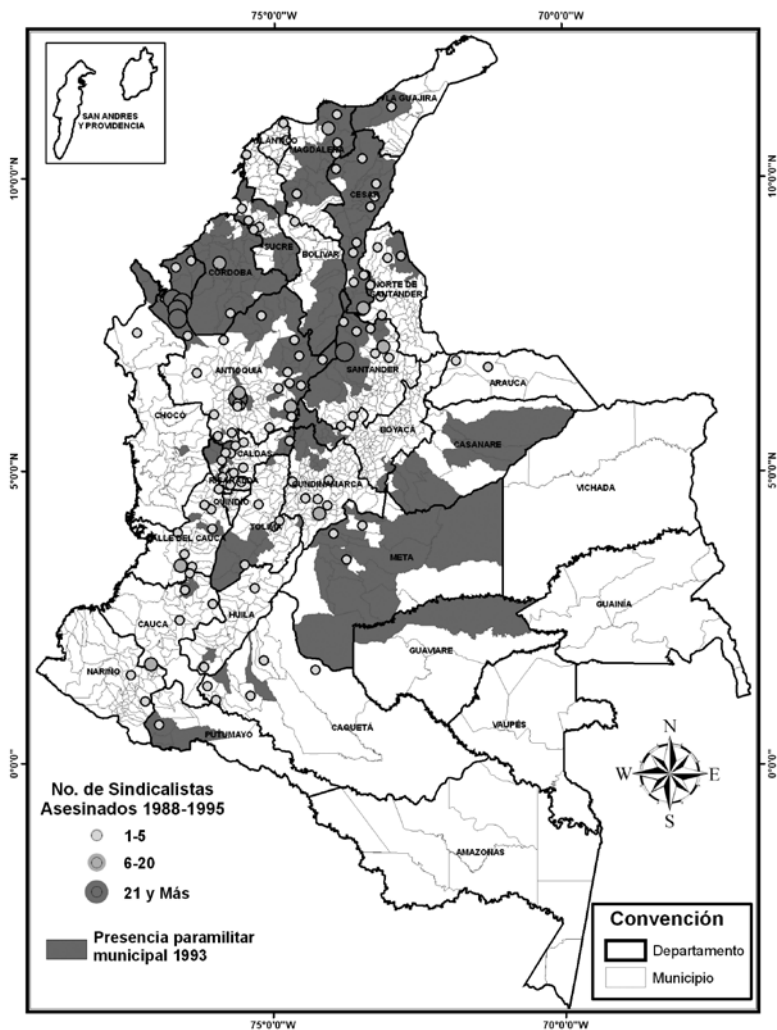 75°0'0"W
70°0'0"W
SAN ANDRES
Y PROVIDENCIA
LA GUAJIRA
ATLÁNTICO
MAGDALENA
10°0'0"N
10°0'0"N
CESAR
SUCRE
BOLIVAR
CÓRDOBA
NORTE DE
SANTANDER
ANTIOQUIA
SANTANDER
ARAUCA
CHOCÓ
BOYACÁ
CASANARE
5°0'0"N
5°0'0"N
CALDAS
RISARALDA
CUNDINAMARCA
VICHADA
QUINDIO
TOLIMA
VALLE DEL CAUCA
META
GUAINÍA
CAUCA
HUILA
GUAVIARE
NARIÑO
CAQUETÁ
VAUPÉS
PUTUMAYO
0°0'0"
0°0'0"
N
W
E
S
No. de Sindicalistas
Asesinados 1988-1995
1-5
6-20
21 y Más
AMAZONAS
Presencia paramilitar
municipal 1993
Convención
Departamento
Municipio
75°0'0"W
70°0'0"W